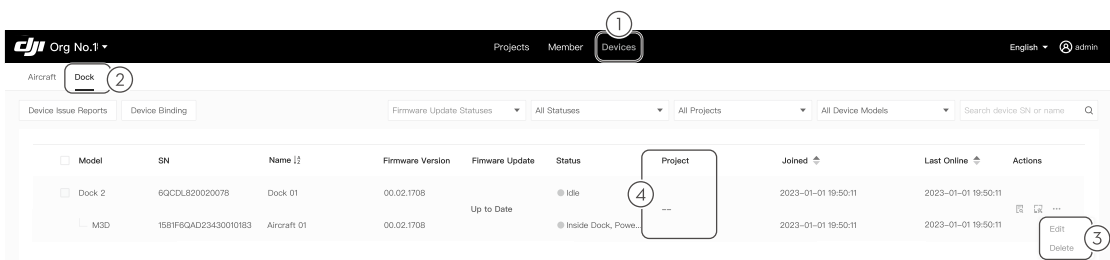 ①
dji Org No.1 Projects Member Devices English admin
Aircraft Dock ②
Device Issue Reports Device Binding Firmware Update Statuses All Statuses All Projects All Device Models Search device SN or name
Model SN Name Firmware Version Fimware Update Status Project Joined Last Online Actions
Dock 2 6QCDL820020078 Dock 01 00.02.1708 Idle 2023-01-01 19:50:11 2023-01-01 19:50:11
④
Up to Date --
M3D 1581F6QAD23430010183 Aircraft 01 00.02.1708 Inside Dock, Powe... 2023-01-01 19:50:11 2023-01-01 19:50:11
Edit
③
Delete